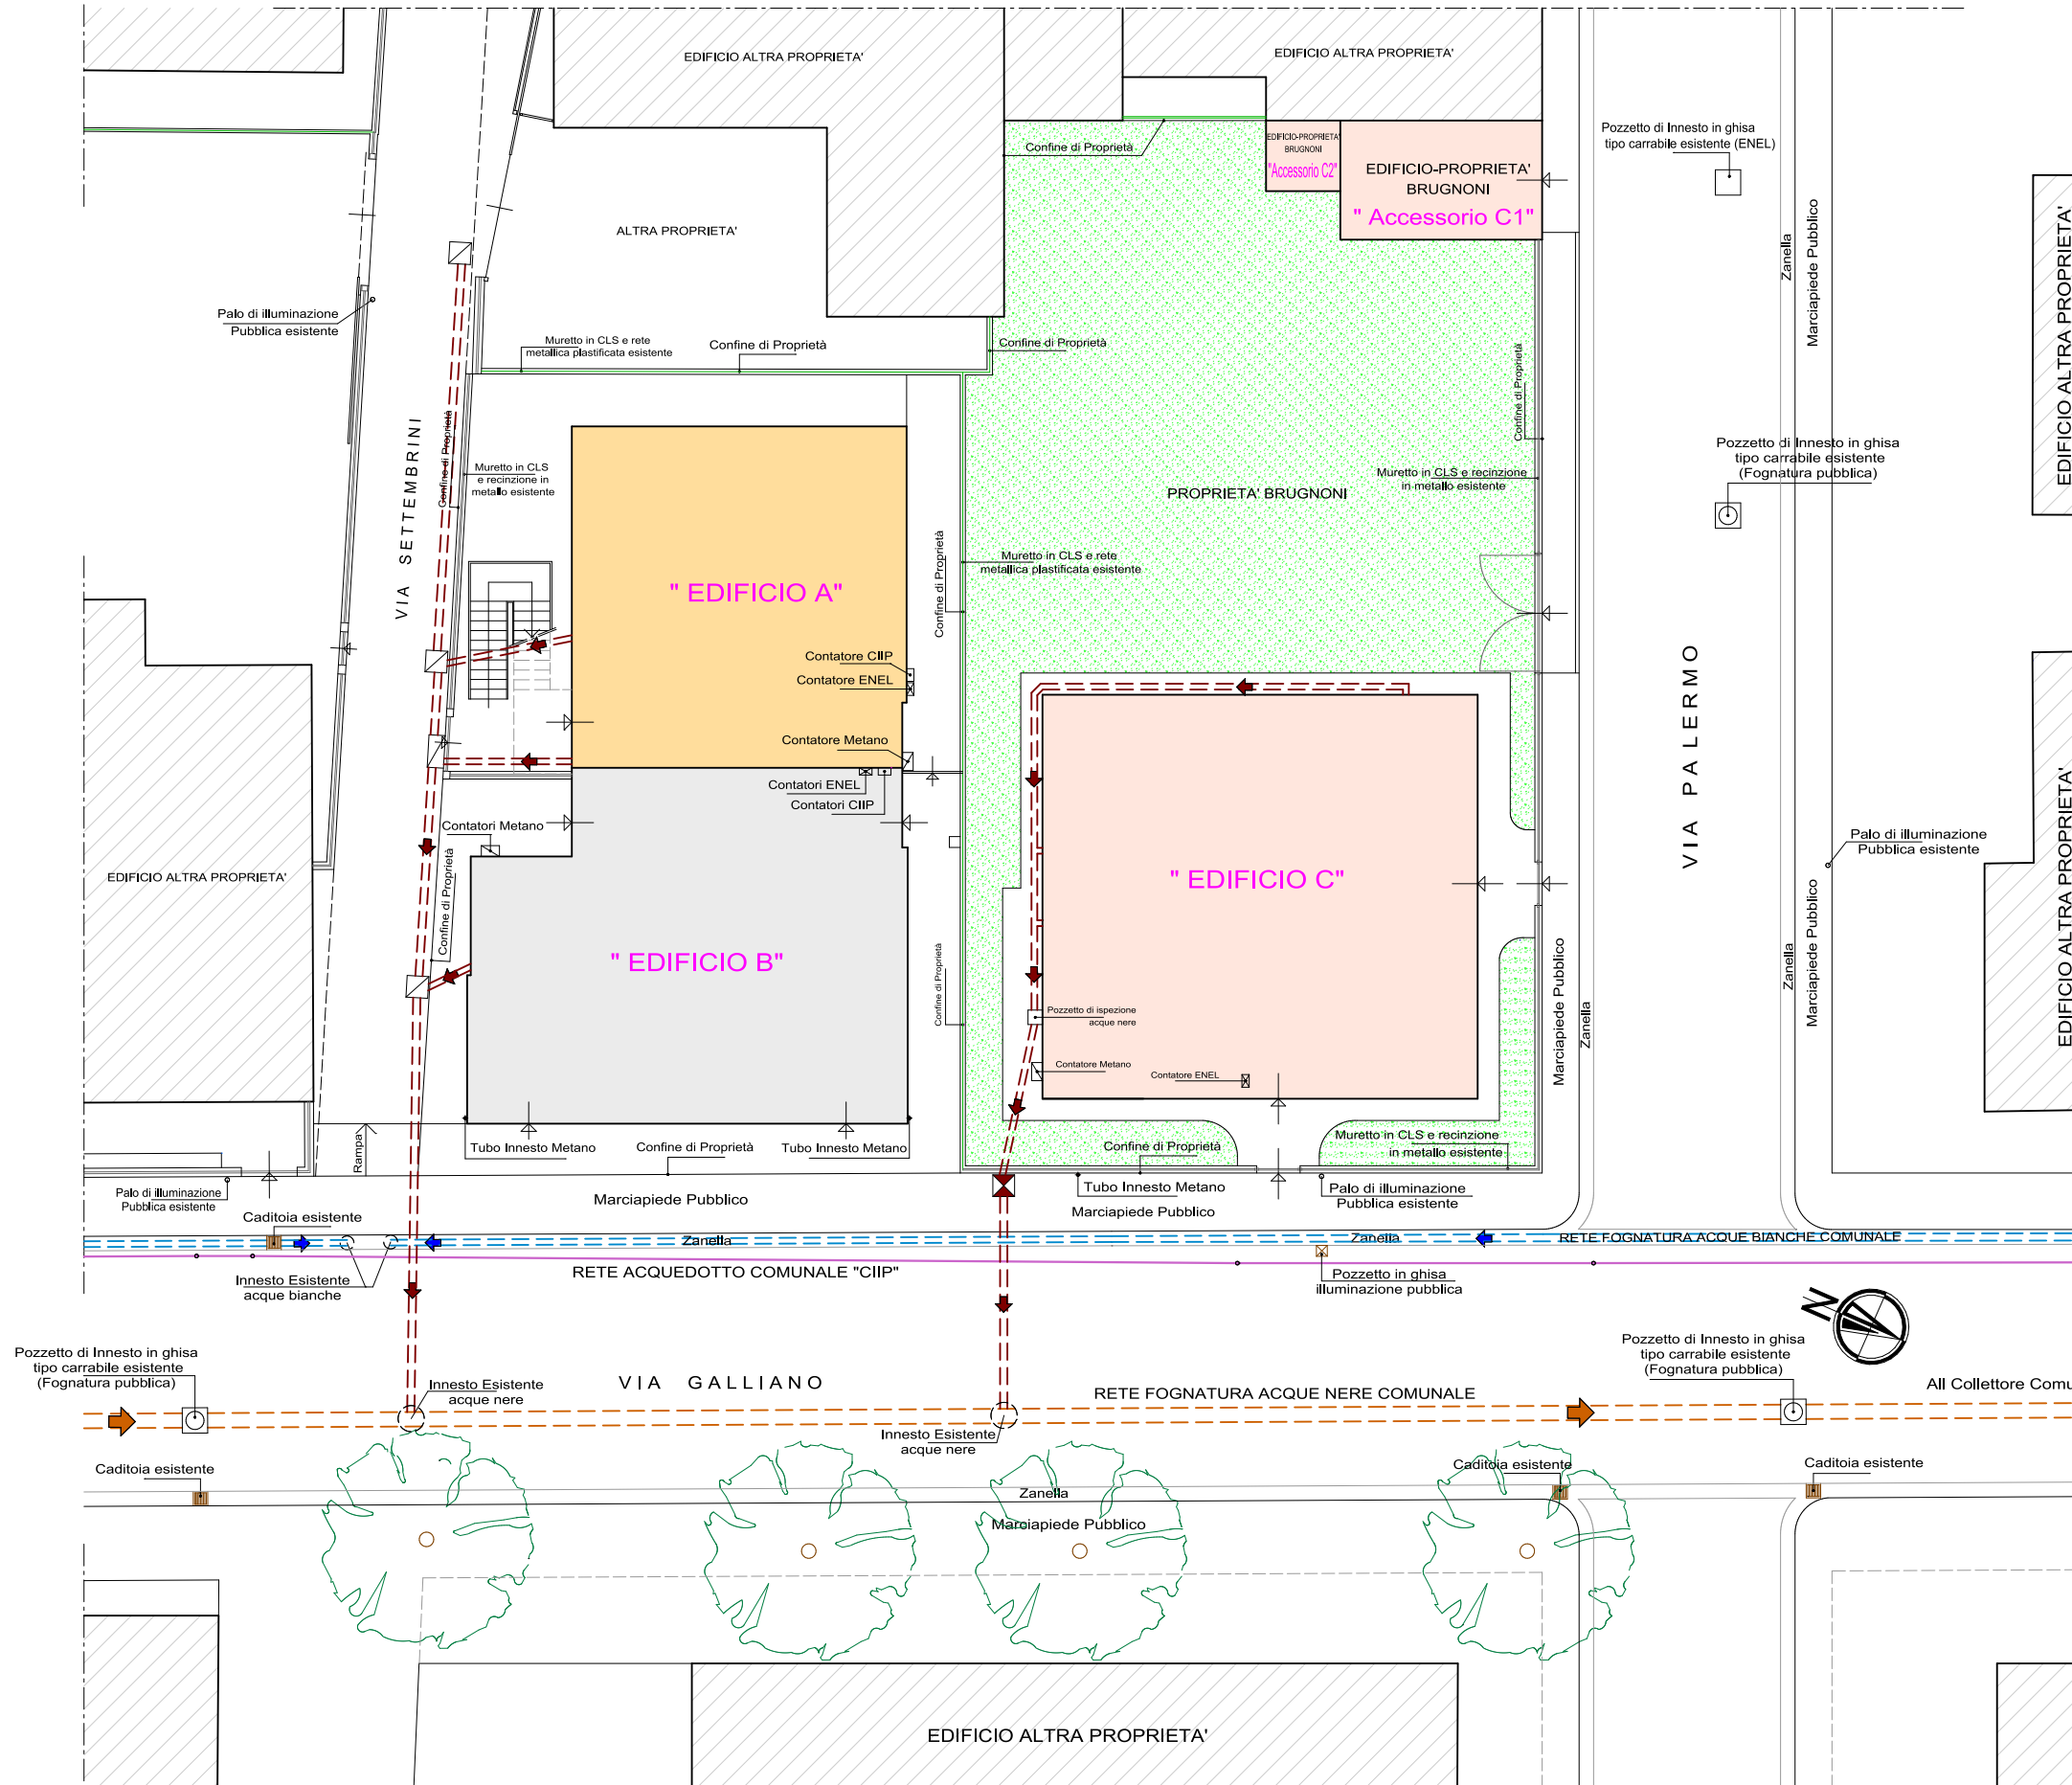 EDIFICIO ALTRA PROPRIETA'
EDIFICIO ALTRA PROPRIETA'
Pozzetto di Innesto in ghisa
tipo carrabile esistente (ENEL)
Confine di Proprietà
EDIFICIO-PROPRIETA'
BRUGNONI
"Accessorio C2"
EDIFICIO-PROPRIETA'
BRUGNONI
" Accessorio C1"
ALTRA PROPRIETA'
Zanella
Marciapiede Pubblico
EDIFICIO ALTRA PROPRIETA'
Palo di illuminazione
Pubblica esistente
Muretto in CLS e rete
metallica plastificata esistente
Confine di Proprietà
Confine di Proprietà
Confine di Proprietà
VIA SETTEMBRINI
Confine di Proprietà
Muretto in CLS
e recinzione in
metallo esistente
PROPRIETA' BRUGNONI
Muretto in CLS e recinzione
in metallo esistente
Pozzetto di Innesto in ghisa
tipo carrabile esistente
(Fognatura pubblica)
Confine di Proprietà
Muretto in CLS e rete
metallica plastificata esistente
" EDIFICIO A"
Contatore CIIP
Contatore ENEL
Contatore Metano
Contatori ENEL
Contatori CIIP
Contatori Metano
VIA PALERMO
Palo di illuminazione
Pubblica esistente
EDIFICIO ALTRA PROPRIETA'
EDIFICIO ALTRA PROPRIETA'
Confine di Proprietà
" EDIFICIO B"
" EDIFICIO C"
Confine di Proprietà
Pozzetto di ispezione
acque nere
Contatore Metano
Contatore ENEL
Marciapiede Pubblico
Zanella
Zanella
Marciapiede Pubblico
Rampa
Tubo Innesto Metano
Confine di Proprietà
Tubo Innesto Metano
Confine di Proprietà
Muretto in CLS e recinzione
in metallo esistente
Palo di illuminazione
Pubblica esistente
Marciapiede Pubblico
Tubo Innesto Metano
Marciapiede Pubblico
Palo di illuminazione
Pubblica esistente
Caditoia esistente
Zanella
Zanella
RETE FOGNATURA ACQUE BIANCHE COMUNALE
Innesto Esistente
acque bianche
RETE ACQUEDOTTO COMUNALE "CIIP"
Pozzetto in ghisa
illuminazione pubblica
N
Pozzetto di Innesto in ghisa
tipo carrabile esistente
(Fognatura pubblica)
Innesto Esistente
acque nere
VIA GALLIANO
RETE FOGNATURA ACQUE NERE COMUNALE
Pozzetto di Innesto in ghisa
tipo carrabile esistente
(Fognatura pubblica)
All Collettore Comu
Innesto Esistente
acque nere
Caditoia esistente
Caditoia esistente
Caditoia esistente
Zanella
Marciapiede Pubblico
EDIFICIO ALTRA PROPRIETA'